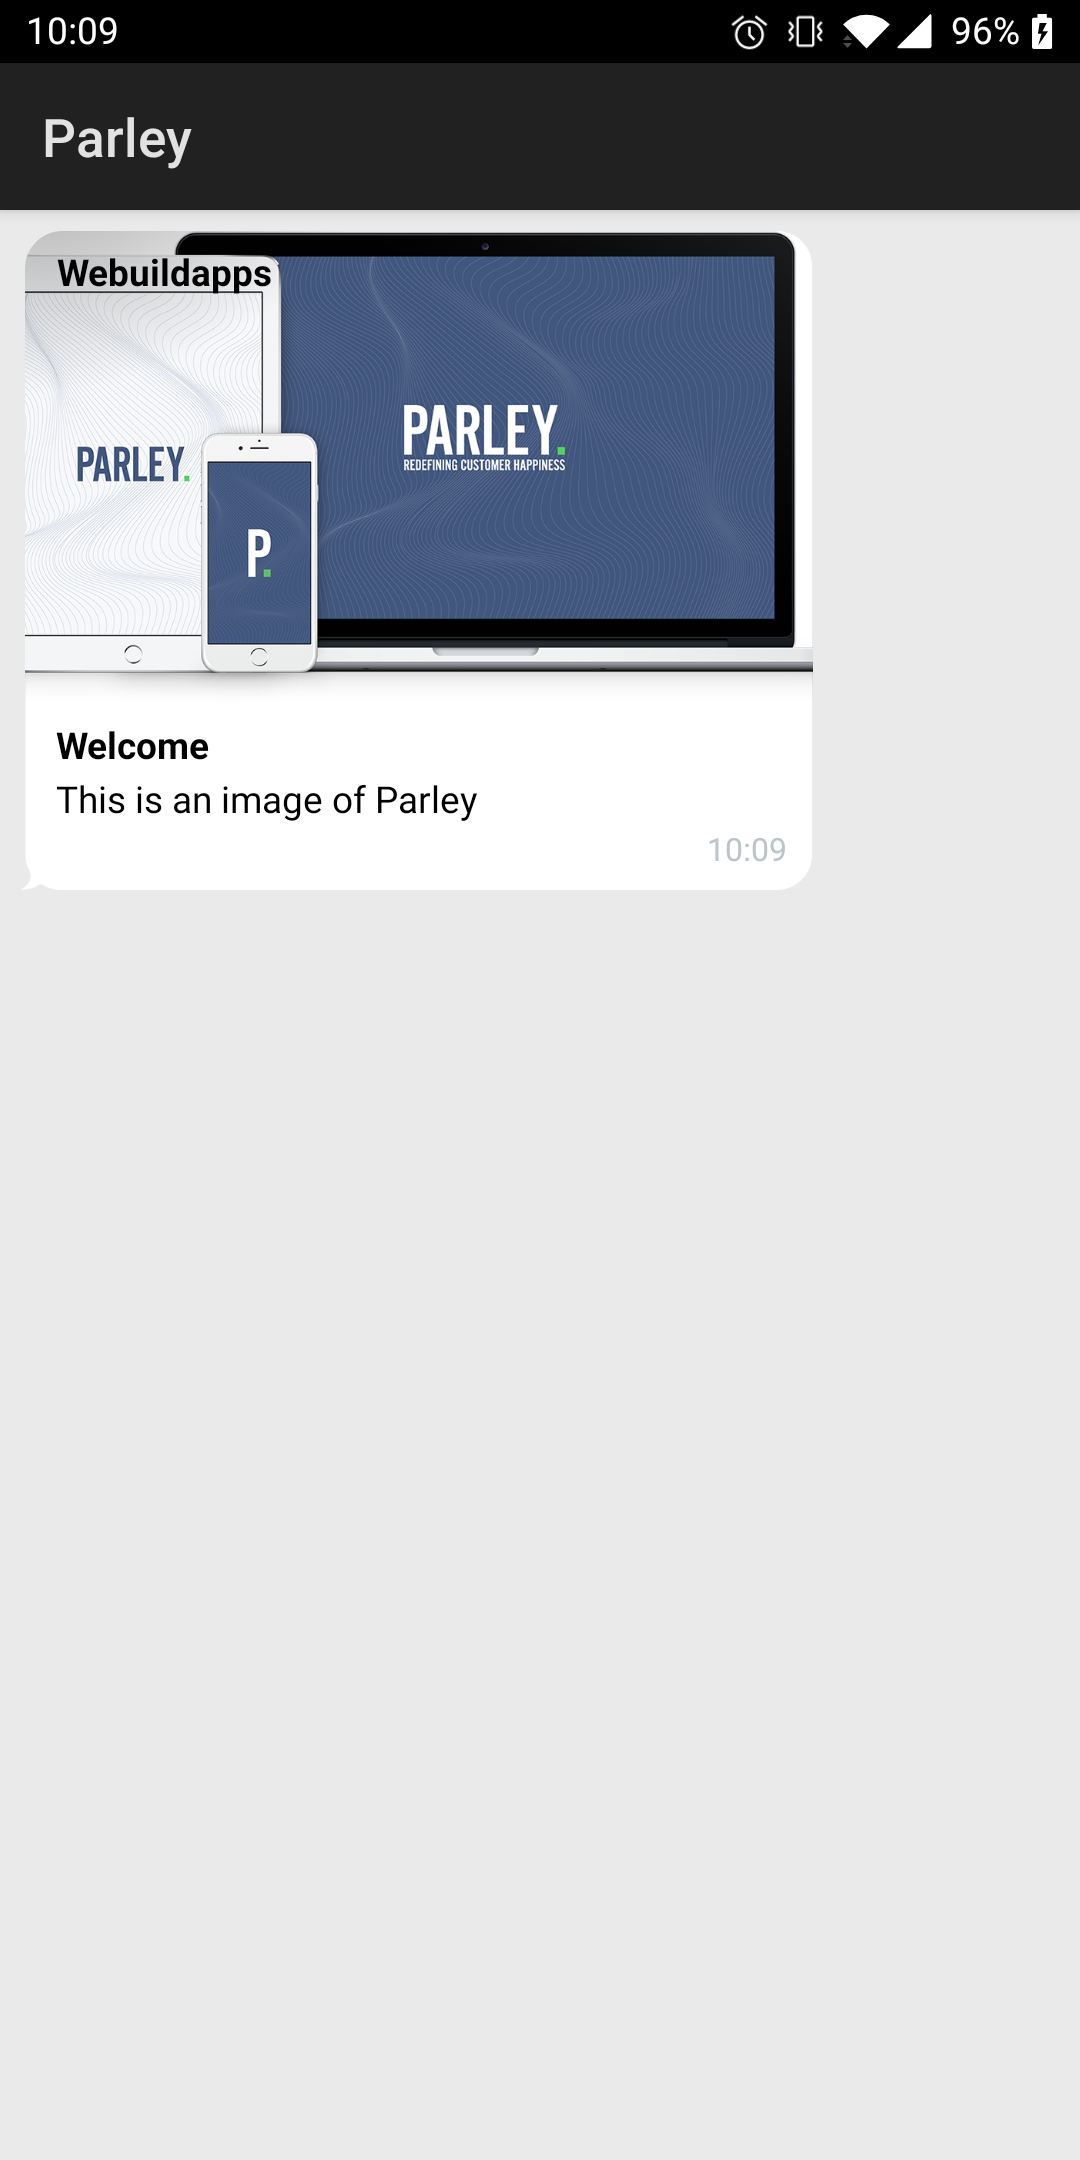 10:09
96%
Parley
Webuildapps
PARLEY.
REDEFINING CUSTOMER HAPPINESS
PARLEY.
P.
Welcome
This is an image of Parley
10:09